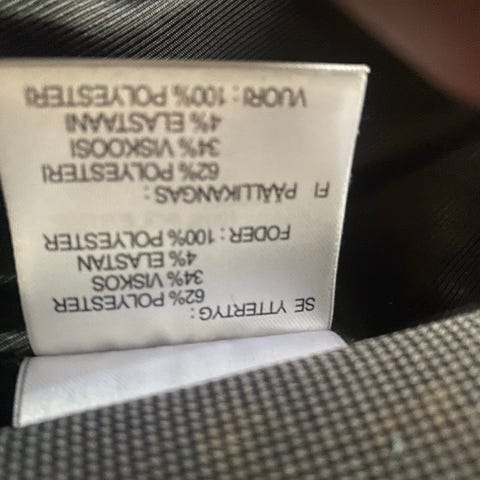 SE YTTERTYG:
62% POLYESTER
34% VISKOS
4% ELASTAN
FODER: 100% POLYESTER
FI PÄÄLLIKANGAS:
62% POLYESTERI
34% VISKOOSI
4% ELASTAANI
VUORI: 100% POLYESTERI